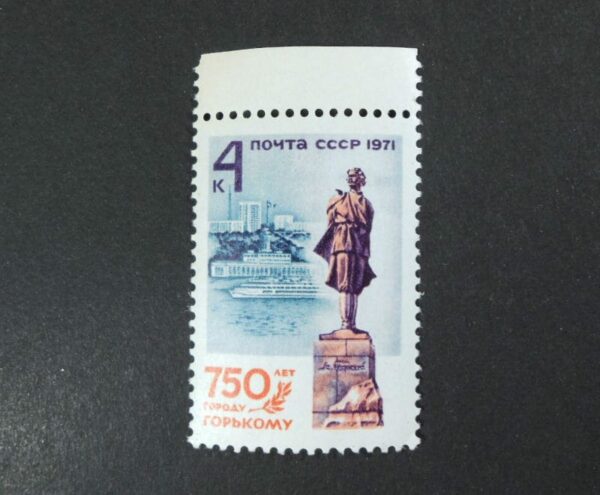 4
к
почта СССР 1971
750 ЛЕТ
ГОРОДУ
ГОРЬКОМУ